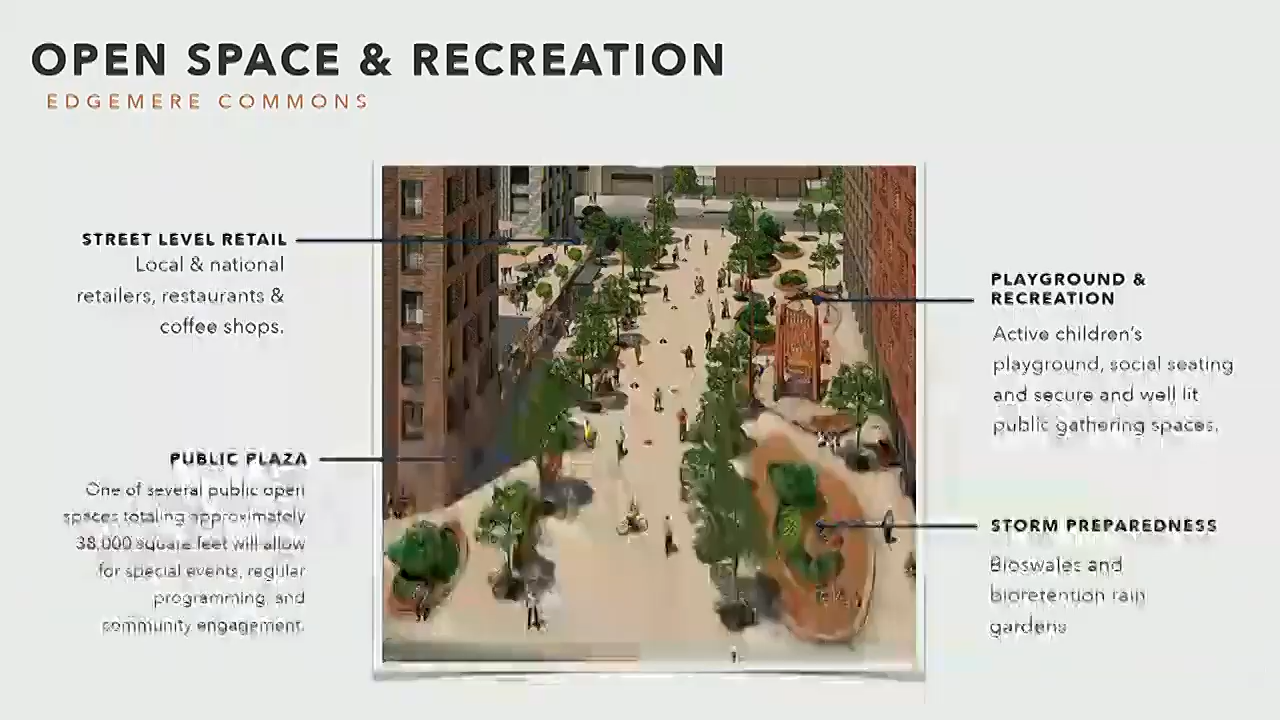 OPEN SPACE & RECREATION
EDGEMERE COMMONS
STREET LEVEL RETAIL
Local & national
retailers, restaurants &
coffee shops.
PUBLIC PLAZA
One of several public open
spaces totaling approximately
38,000 square feet will allow
for special events, regular
programming, and
community engagement.
PLAYGROUND &
RECREATION
Active children's
playground, social seating
and secure and well lit
public gathering spaces.
STORM PREPAREDNESS
Bioswales and
bioretention rain
gardens